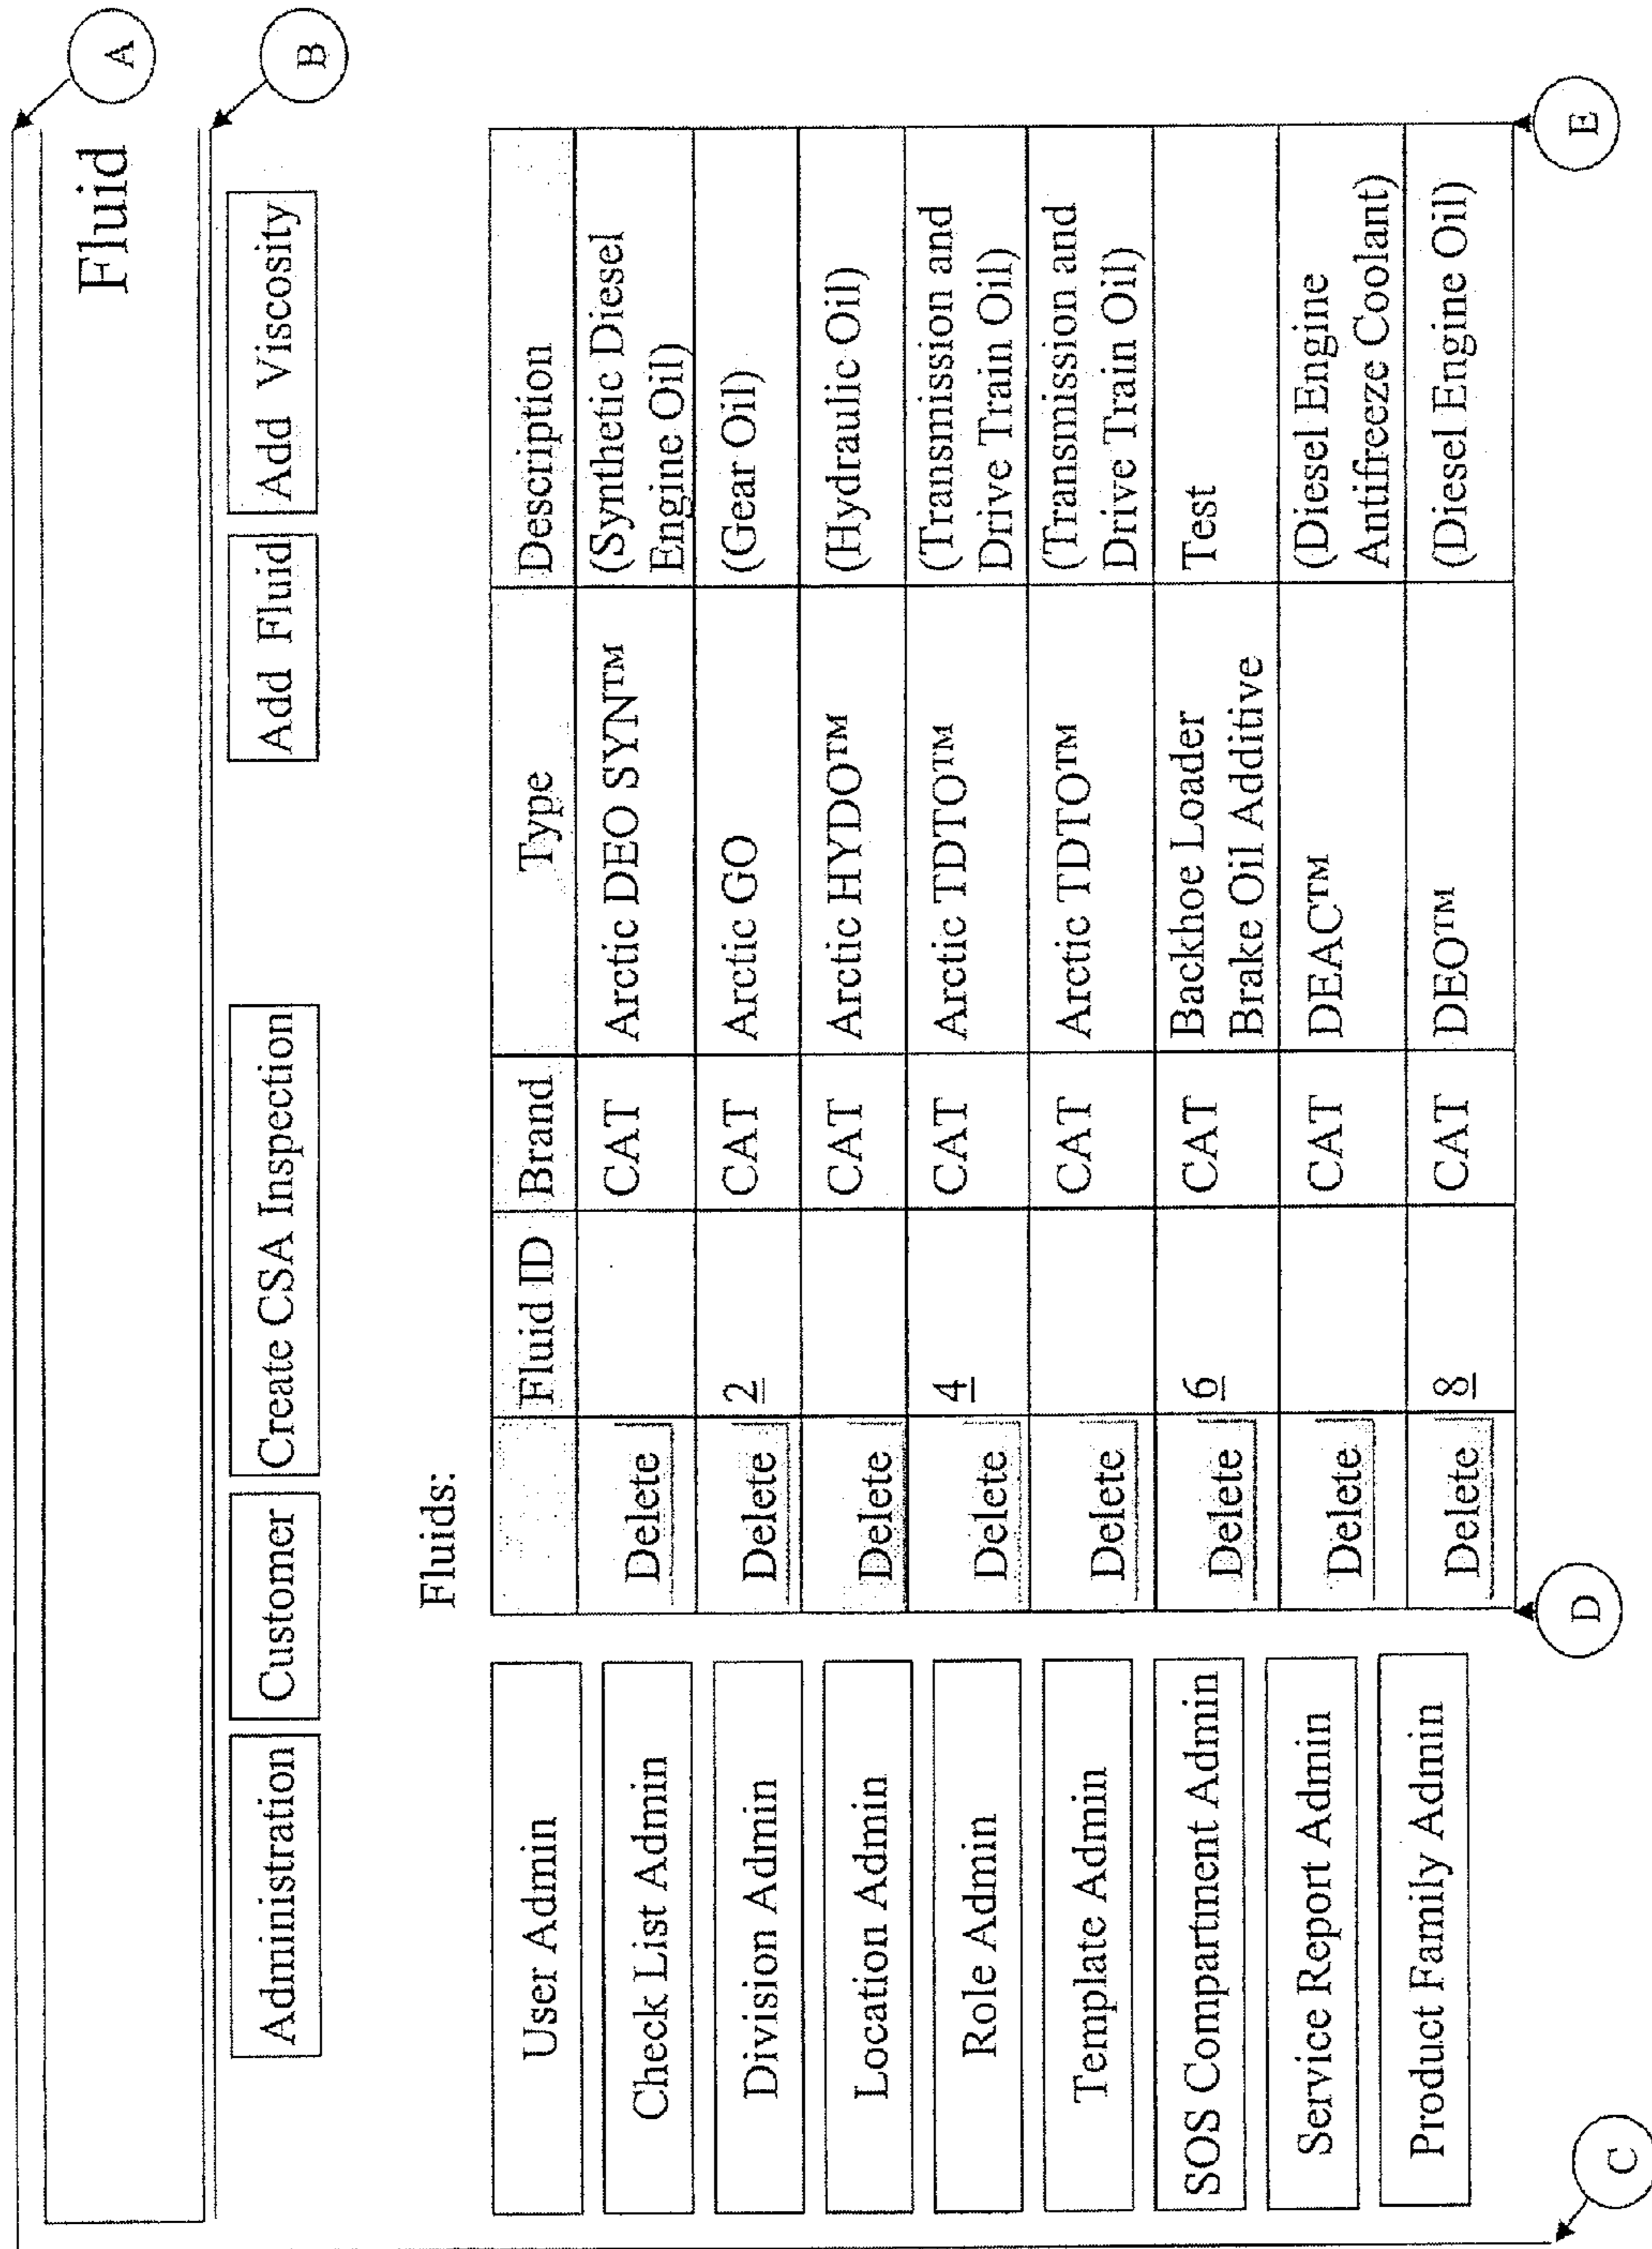 A
Fluid
B
Administration
Customer
Create CSA Inspection
Add Fluid
Add Viscosity
Fluids:
User Admin
Check List Admin
Division Admin
Location Admin
Role Admin
Template Admin
SOS Compartment Admin
Service Report Admin
Product Family Admin
Fluid ID Brand Type Description
Delete CAT Arctic DEO SYN™ (Synthetic Diesel
Engine Oil)
Delete 2 CAT Arctic GO (Gear Oil)
Delete CAT Arctic HYDO™ (Hydraulic Oil)
Delete 4 CAT Arctic TDTO™ (Transmission and
Drive Train Oil)
Delete CAT Arctic TDTO™ (Transmission and
Drive Train Oil)
Delete 6 CAT Backhoe Loader Test
Brake Oil Additive
Delete CAT DEAC™ (Diesel Engine
Antifreeze Coolant)
Delete 8 CAT DEO™ (Diesel Engine Oil)
C
D
E